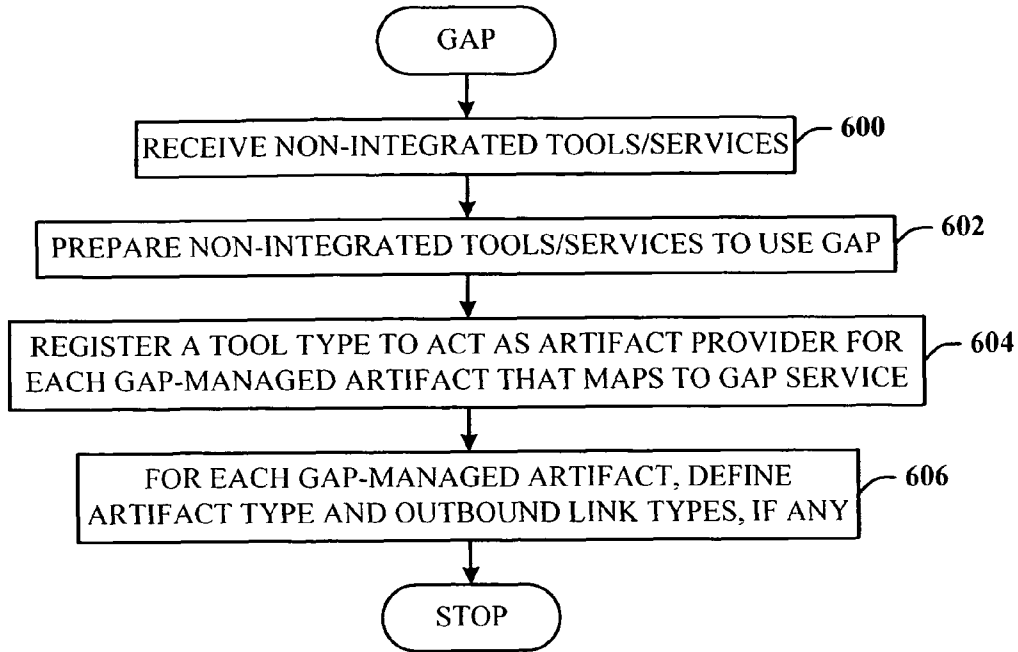 GAP
RECEIVE NON-INTEGRATED TOOLS/SERVICES
600
PREPARE NON-INTEGRATED TOOLS/SERVICES TO USE GAP
602
REGISTER A TOOL TYPE TO ACT AS ARTIFACT PROVIDER FOR
EACH GAP-MANAGED ARTIFACT THAT MAPS TO GAP SERVICE
604
FOR EACH GAP-MANAGED ARTIFACT, DEFINE
ARTIFACT TYPE AND OUTBOUND LINK TYPES, IF ANY
606
STOP